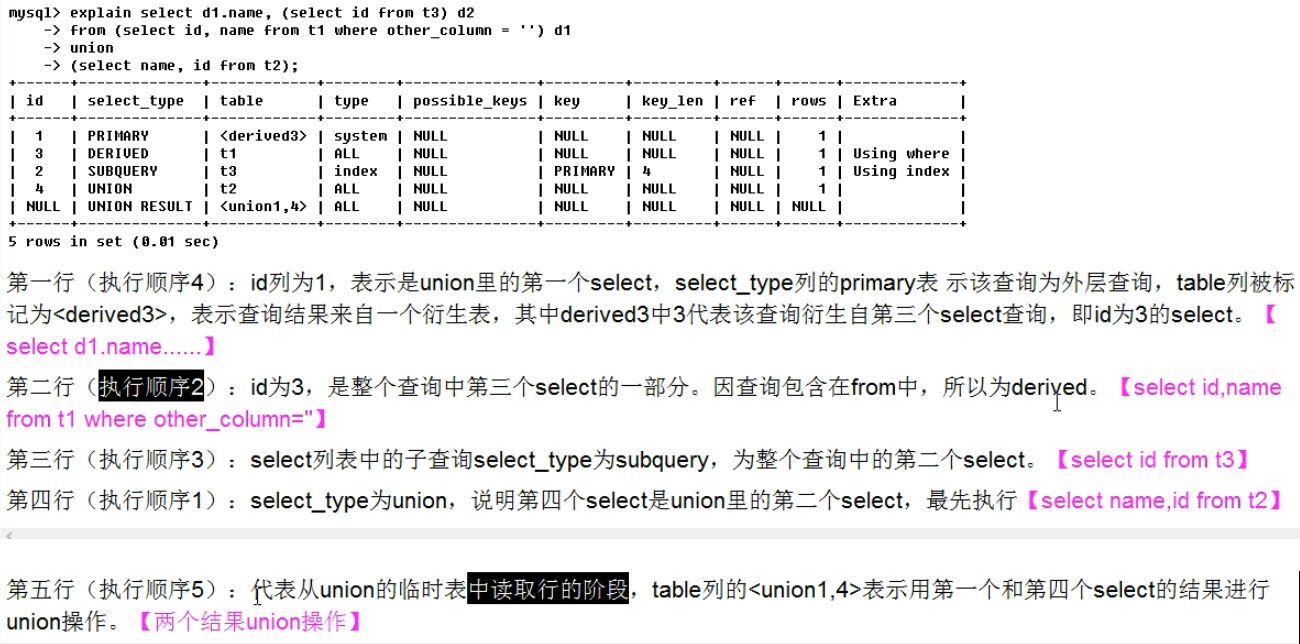 mysql> explain select d1.name, (select id from t3) d2
    -> from (select id, name from t1 where other_column = '') d1
    -> union
    -> (select name, id from t2);
+------+--------------+------------+--------+---------------+---------+---------+------+------+-------------+
| id   | select_type  | table      | type   | possible_keys | key     | key_len | ref  | rows | Extra       |
+------+--------------+------------+--------+---------------+---------+---------+------+------+-------------+
|  1   | PRIMARY      | <derived3> | system | NULL          | NULL    | NULL    | NULL |    1 |             |
|  3   | DERIVED      | t1         | ALL    | NULL          | NULL    | NULL    | NULL |    1 | Using where |
|  2   | SUBQUERY     | t3         | index  | NULL          | PRIMARY | 4       | NULL |    1 | Using index |
|  4   | UNION        | t2         | ALL    | NULL          | NULL    | NULL    | NULL |    1 |             |
| NULL | UNION RESULT | <union1,4> | ALL    | NULL          | NULL    | NULL    | NULL | NULL |             |
+------+--------------+------------+--------+---------------+---------+---------+------+------+-------------+
5 rows in set (0.01 sec)
第一行（执行顺序4）：id列为1，表示是union里的第一个select，select_type列的primary表 示该查询为外层查询，table列被标
记为<derived3>，表示查询结果来自一个衍生表，其中derived3中3代表该查询衍生自第三个select查询，即id为3的select。【
select d1.name......】
第二行（执行顺序2）：id为3，是整个查询中第三个select的一部分。因查询包含在from中，所以为derived。【select id,name
from t1 where other_column=''】
第三行（执行顺序3）：select列表中的子查询select_type为subquery，为整个查询中的第二个select。【select id from t3】
第四行（执行顺序1）：select_type为union，说明第四个select是union里的第二个select，最先执行【select name,id from t2】
第五行（执行顺序5）：代表从union的临时表中读取行的阶段，table列的<union1,4>表示用第一个和第四个select的结果进行
union操作。【两个结果union操作】